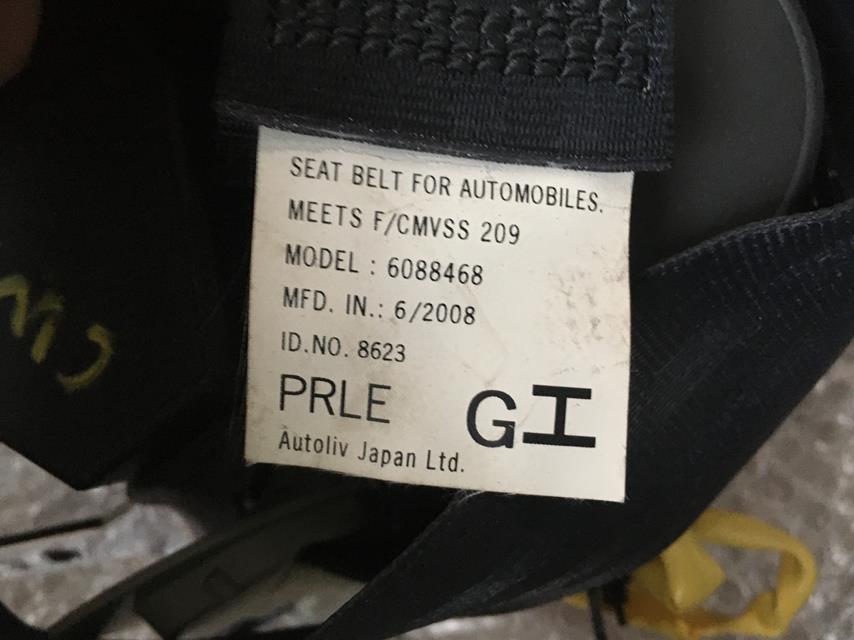 SEAT BELT FOR AUTOMOBILES.
MEETS F/CMVSS 209
MODEL : 6088468
MFD. IN.: 6/2008
ID.NO. 8623
PRLE GI
Autoliv Japan Ltd.